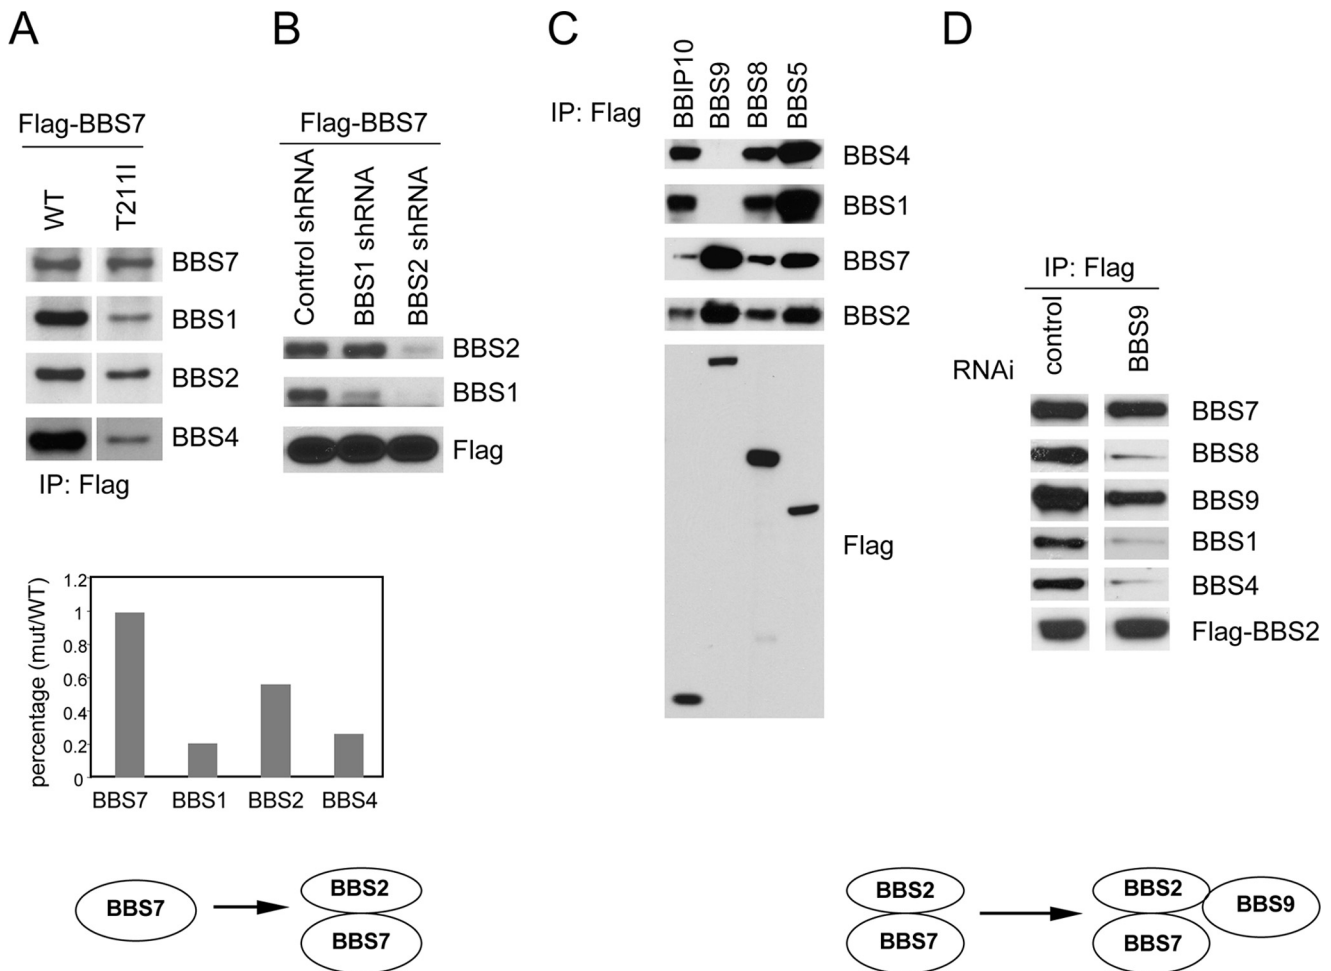 A
Flag-BBS7
WT
T211I
BBS7
BBS1
BBS2
BBS4
IP: Flag
percentage (mut/WT)
1.2
1
0.8
0.6
0.4
0.2
0
BBS7 BBS1 BBS2 BBS4
B
Flag-BBS7
Control shRNA
BBS1 shRNA
BBS2 shRNA
BBS2
BBS1
Flag
BBS7
BBS2
BBS7
C
IP: Flag
BBIP10
BBS9
BBS8
BBS5
BBS4
BBS1
BBS7
BBS2
Flag
D
IP: Flag
RNAi
control
BBS9
BBS7
BBS8
BBS9
BBS1
BBS4
Flag-BBS2
BBS2
BBS7
BBS2
BBS7
BBS9